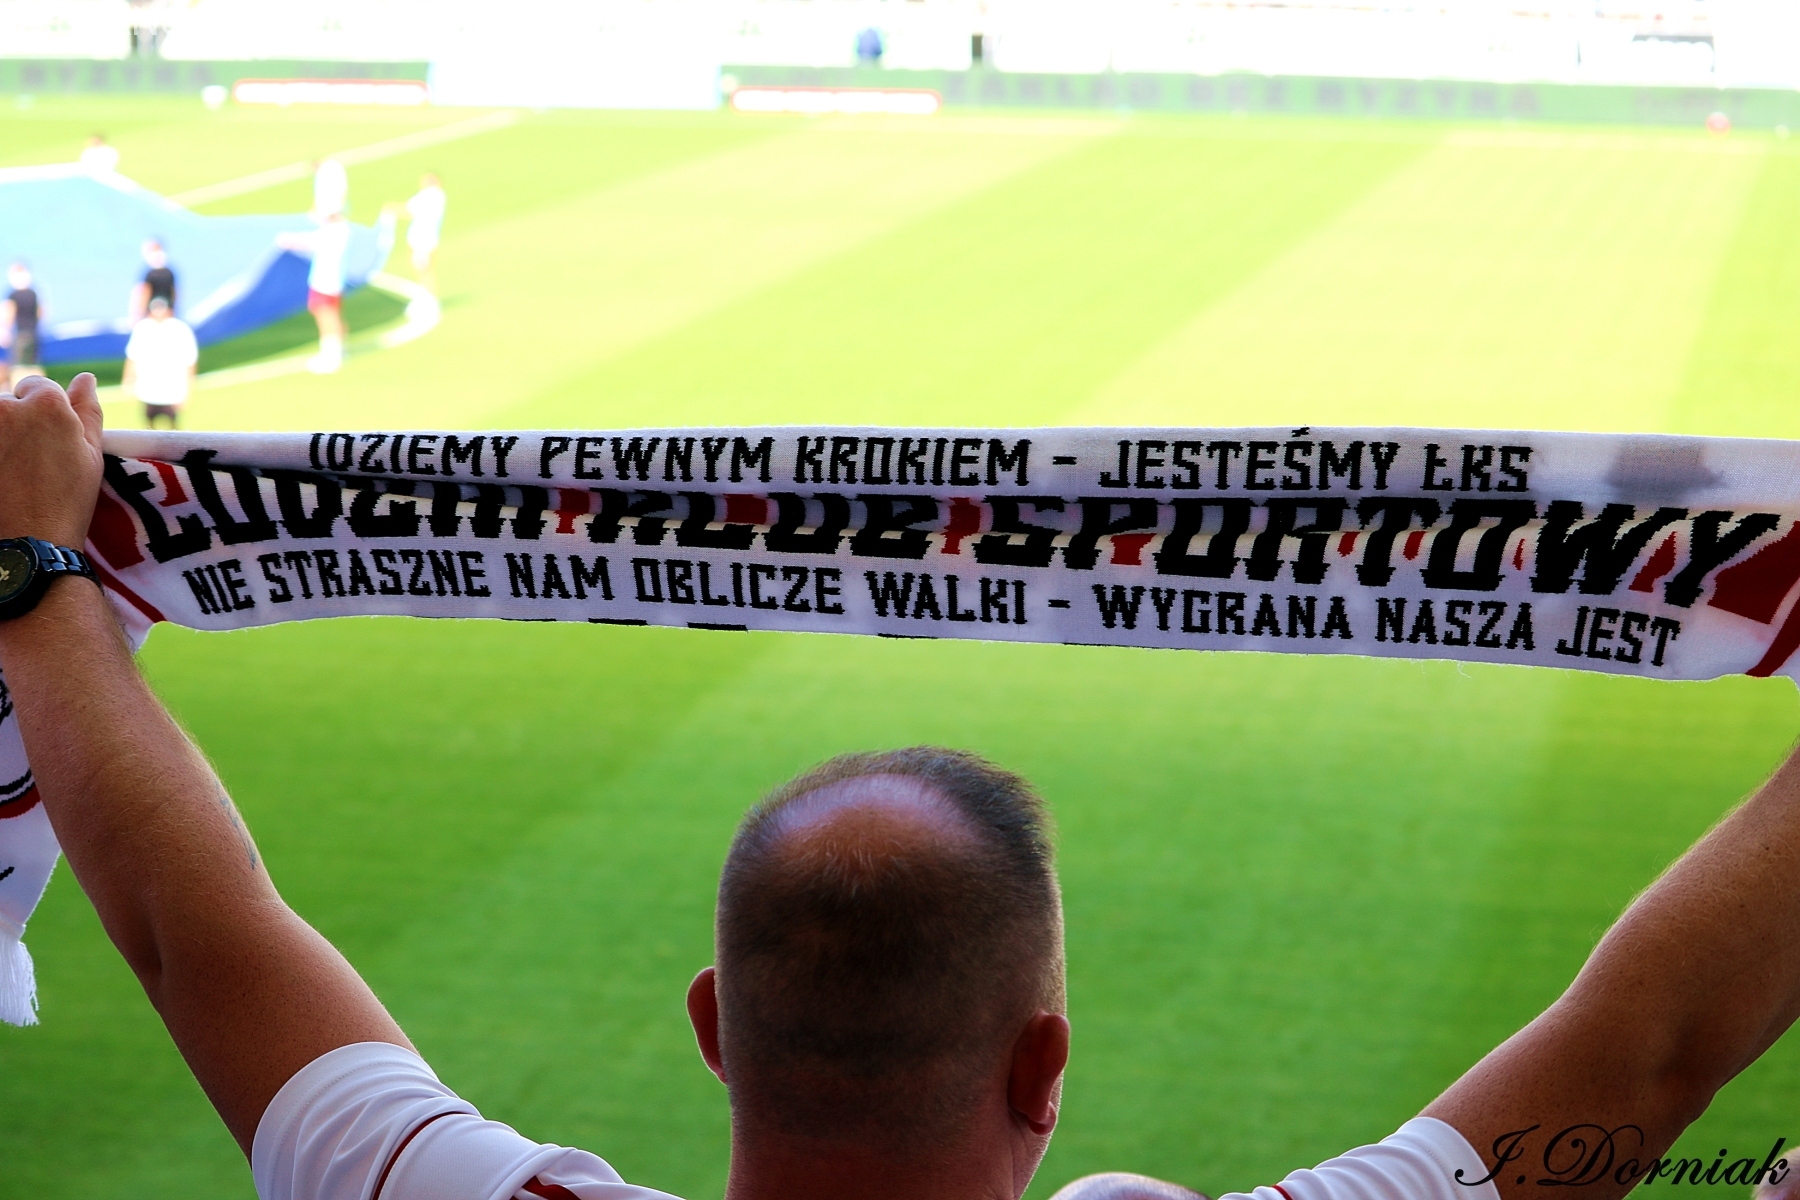 IDZIEMY PEWNYM KROKIEM - JESTEŚMY ŁKS
ŁÓDZKI KLUB SPORTOWY
NIE STRASZNE NAM OBLICZE WALKI - WYGRANA NASZA JEST
J.Dorniak